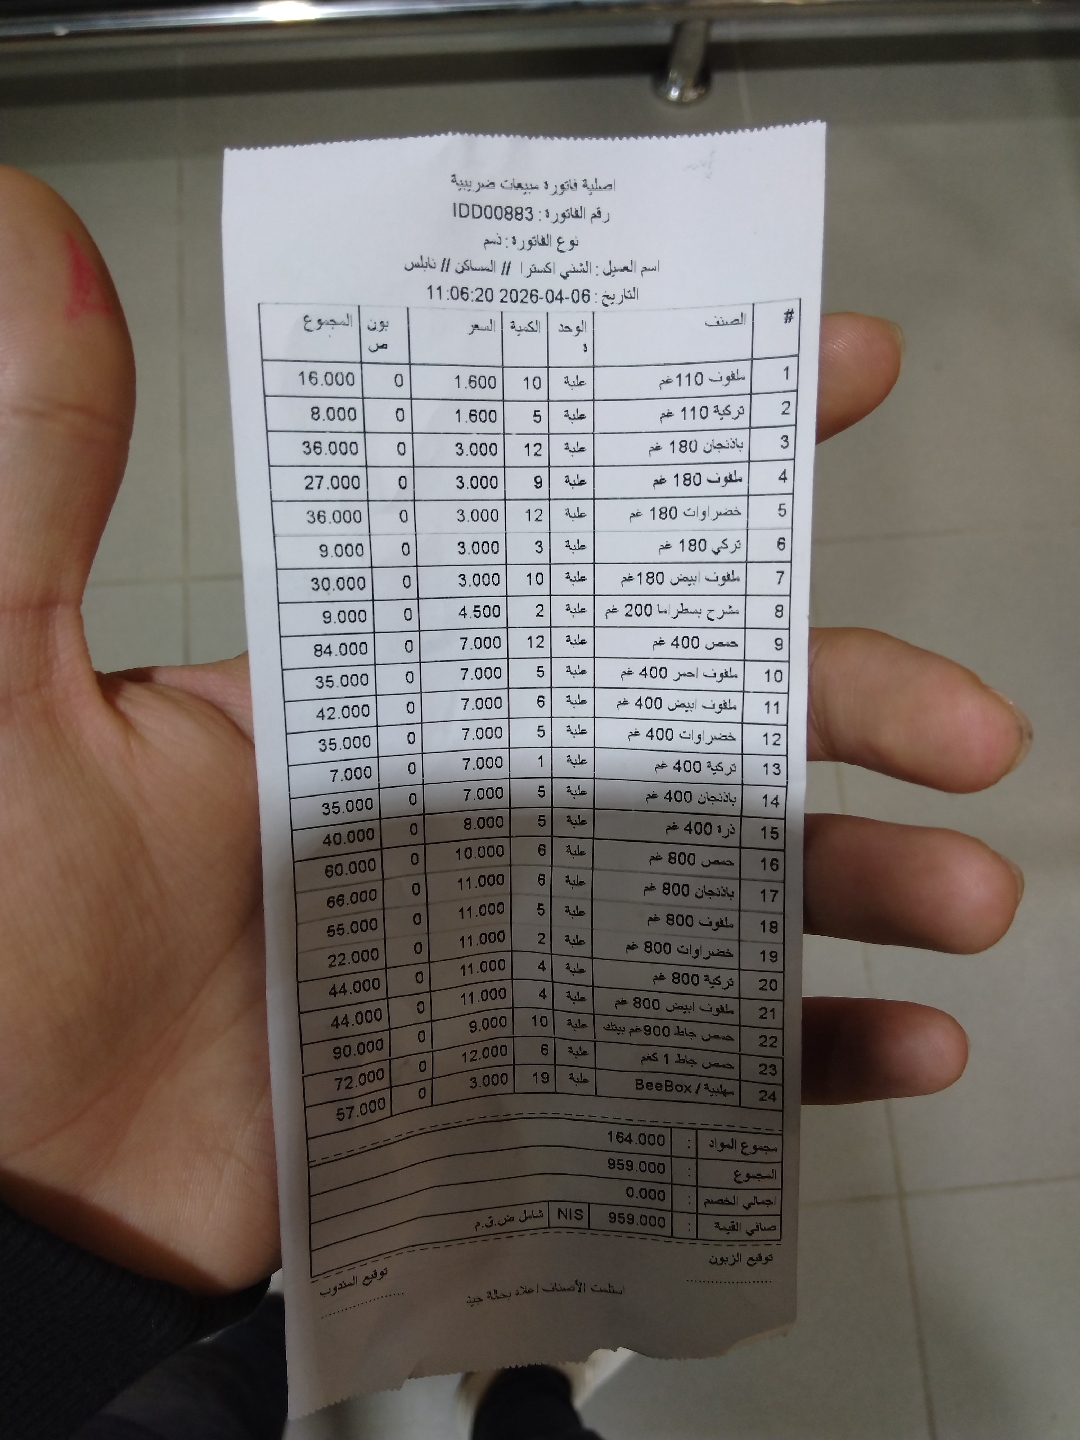 اصلية فاتورة مبيعات ضريبية
رقم الفاتورة : IDD00883
نوع الفاتورة : ذمم
اسم العميل : الشني اكسترا // المساكن // نابلس
التاريخ : 06-04-2026 11:06:20
# الصنف الوحدة الكمية السعر بونص المجموع
1 ملفوف 110غم علبة 10 1.600 0 16.000
2 تركية 110 غم علبة 5 1.600 0 8.000
3 باذنجان 180 غم علبة 12 3.000 0 36.000
4 ملفوف 180 غم علبة 9 3.000 0 27.000
5 خضراوات 180 غم علبة 12 3.000 0 36.000
6 تركي 180 غم علبة 3 3.000 0 9.000
7 ملفوف ابيض 180غم علبة 10 3.000 0 30.000
8 مشرح بسطراما 200 غم علبة 2 4.500 0 9.000
9 حمص 400 غم علبة 12 7.000 0 84.000
10 ملفوف احمر 400 غم علبة 5 7.000 0 35.000
11 ملفوف ابيض 400 غم علبة 6 7.000 0 42.000
12 خضراوات 400 غم علبة 5 7.000 0 35.000
13 تركية 400 غم علبة 1 7.000 0 7.000
14 باذنجان 400 غم علبة 5 7.000 0 35.000
15 ذرة 400 غم علبة 5 8.000 0 40.000
16 حمص 800 غم علبة 6 10.000 0 60.000
17 باذنجان 800 غم علبة 6 11.000 0 66.000
18 ملفوف 800 غم علبة 5 11.000 0 55.000
19 خضراوات 800 غم علبة 2 11.000 0 22.000
20 تركية 800 غم علبة 4 11.000 0 44.000
21 ملفوف ابيض 800 غم علبة 4 11.000 0 44.000
22 حمص جاط 900غم بيتك علبة 10 9.000 0 90.000
23 حمص جاط 1 كغم علبة 6 12.000 0 72.000
24 مهلبية / BeeBox علبة 19 3.000 0 57.000
مجموع المواد : 164.000
المجموع : 959.000
اجمالي الخصم : 0.000
صافي القيمة : 959.000 NIS شامل ض.ق.م
توقيع الزبون توقيع المندوب
استلمت الأصناف اعلاه بحالة جيد